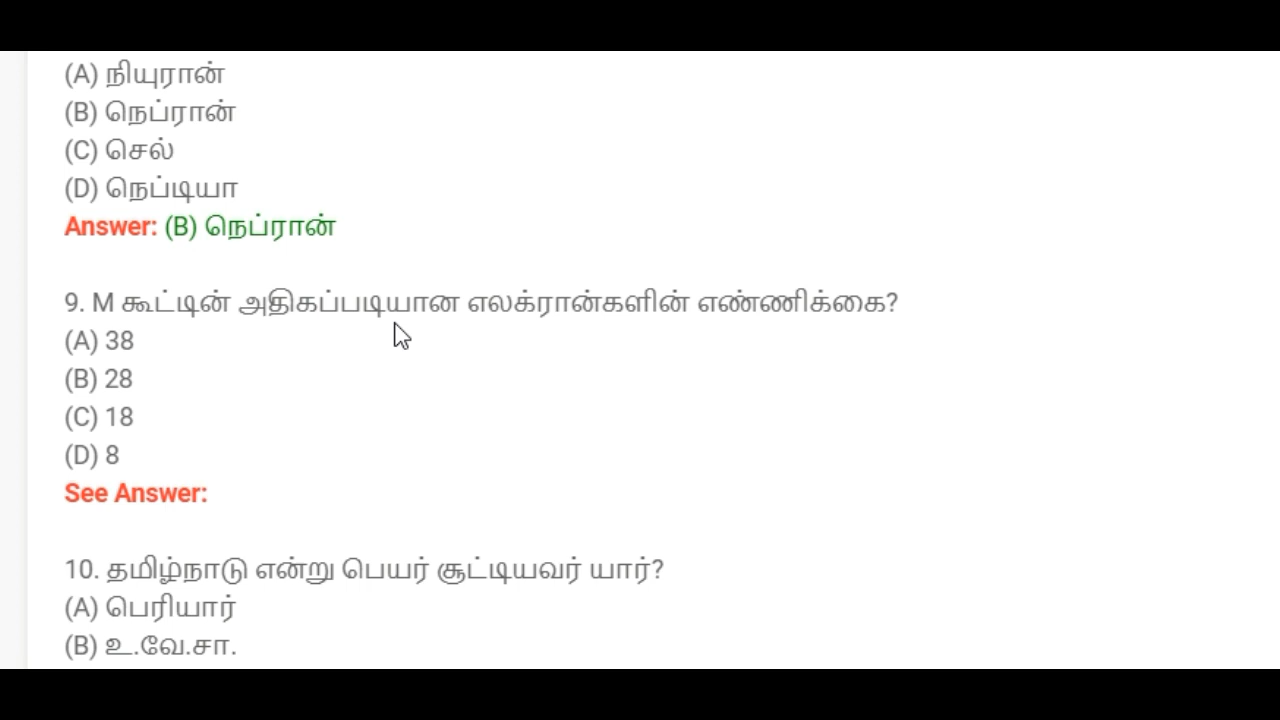 (A) நியுரான்
(B) நெப்ரான்
(C) செல்
(D) நெப்டியா
Answer: (B) நெப்ரான்
9. M கூட்டின் அதிகப்படியான எலக்ரான்களின் எண்ணிக்கை?
(A) 38
(B) 28
(C) 18
(D) 8
See Answer:
10. தமிழ்நாடு என்று பெயர் சூட்டியவர் யார்?
(A) பெரியார்
(B) உ.வே.சா.